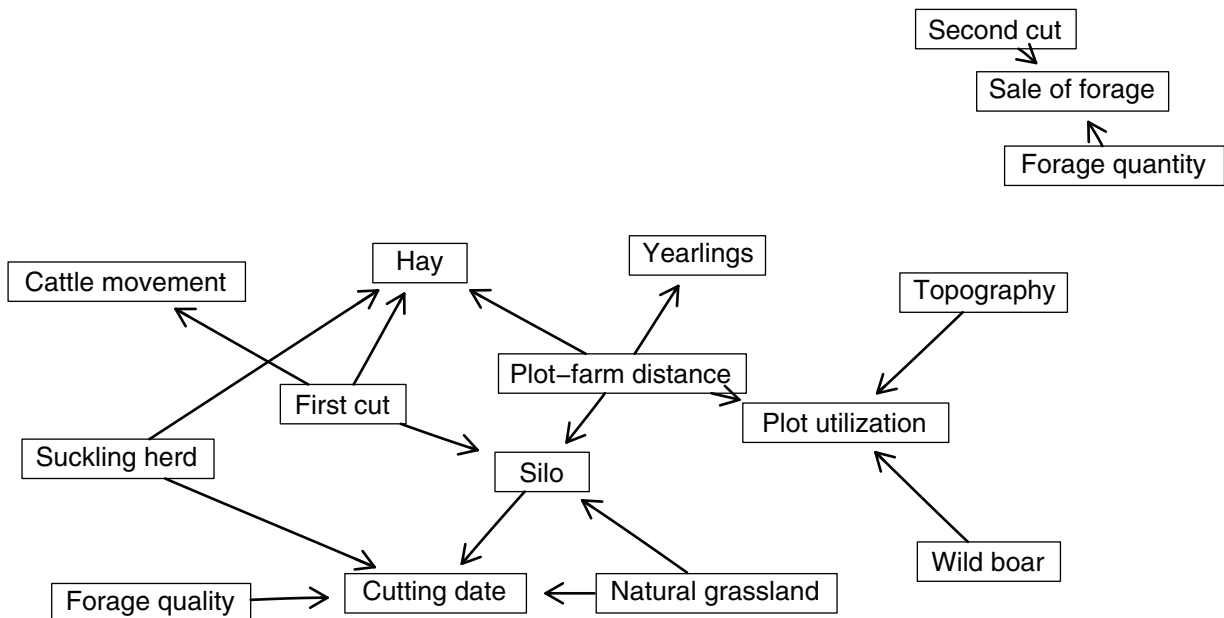 Second cut
Sale of forage
Forage quantity
Hay
Yearlings
Cattle movement
Topography
Plot–farm distance
First cut
Plot utilization
Suckling herd
Silo
Wild boar
Forage quality
Cutting date
Natural grassland